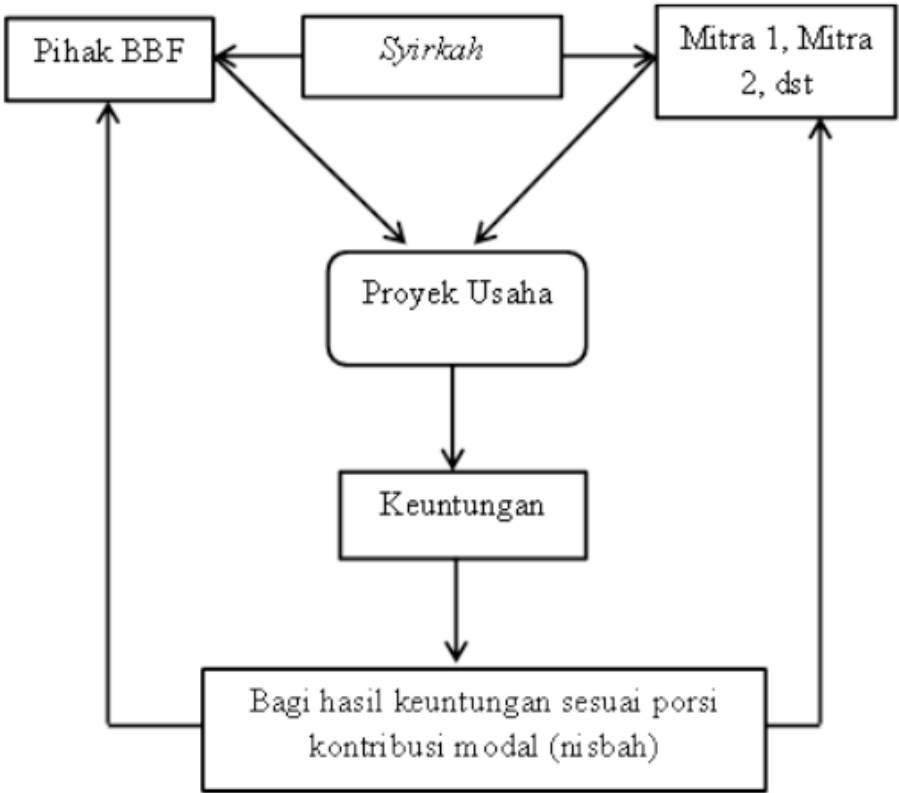 Pihak BBF
Syirkah
Mitra 1, Mitra
2, dst
Proyek Usaha
Keuntungan
Bagi hasil keuntungan sesuai porsi
kontribusi modal (nisbah)